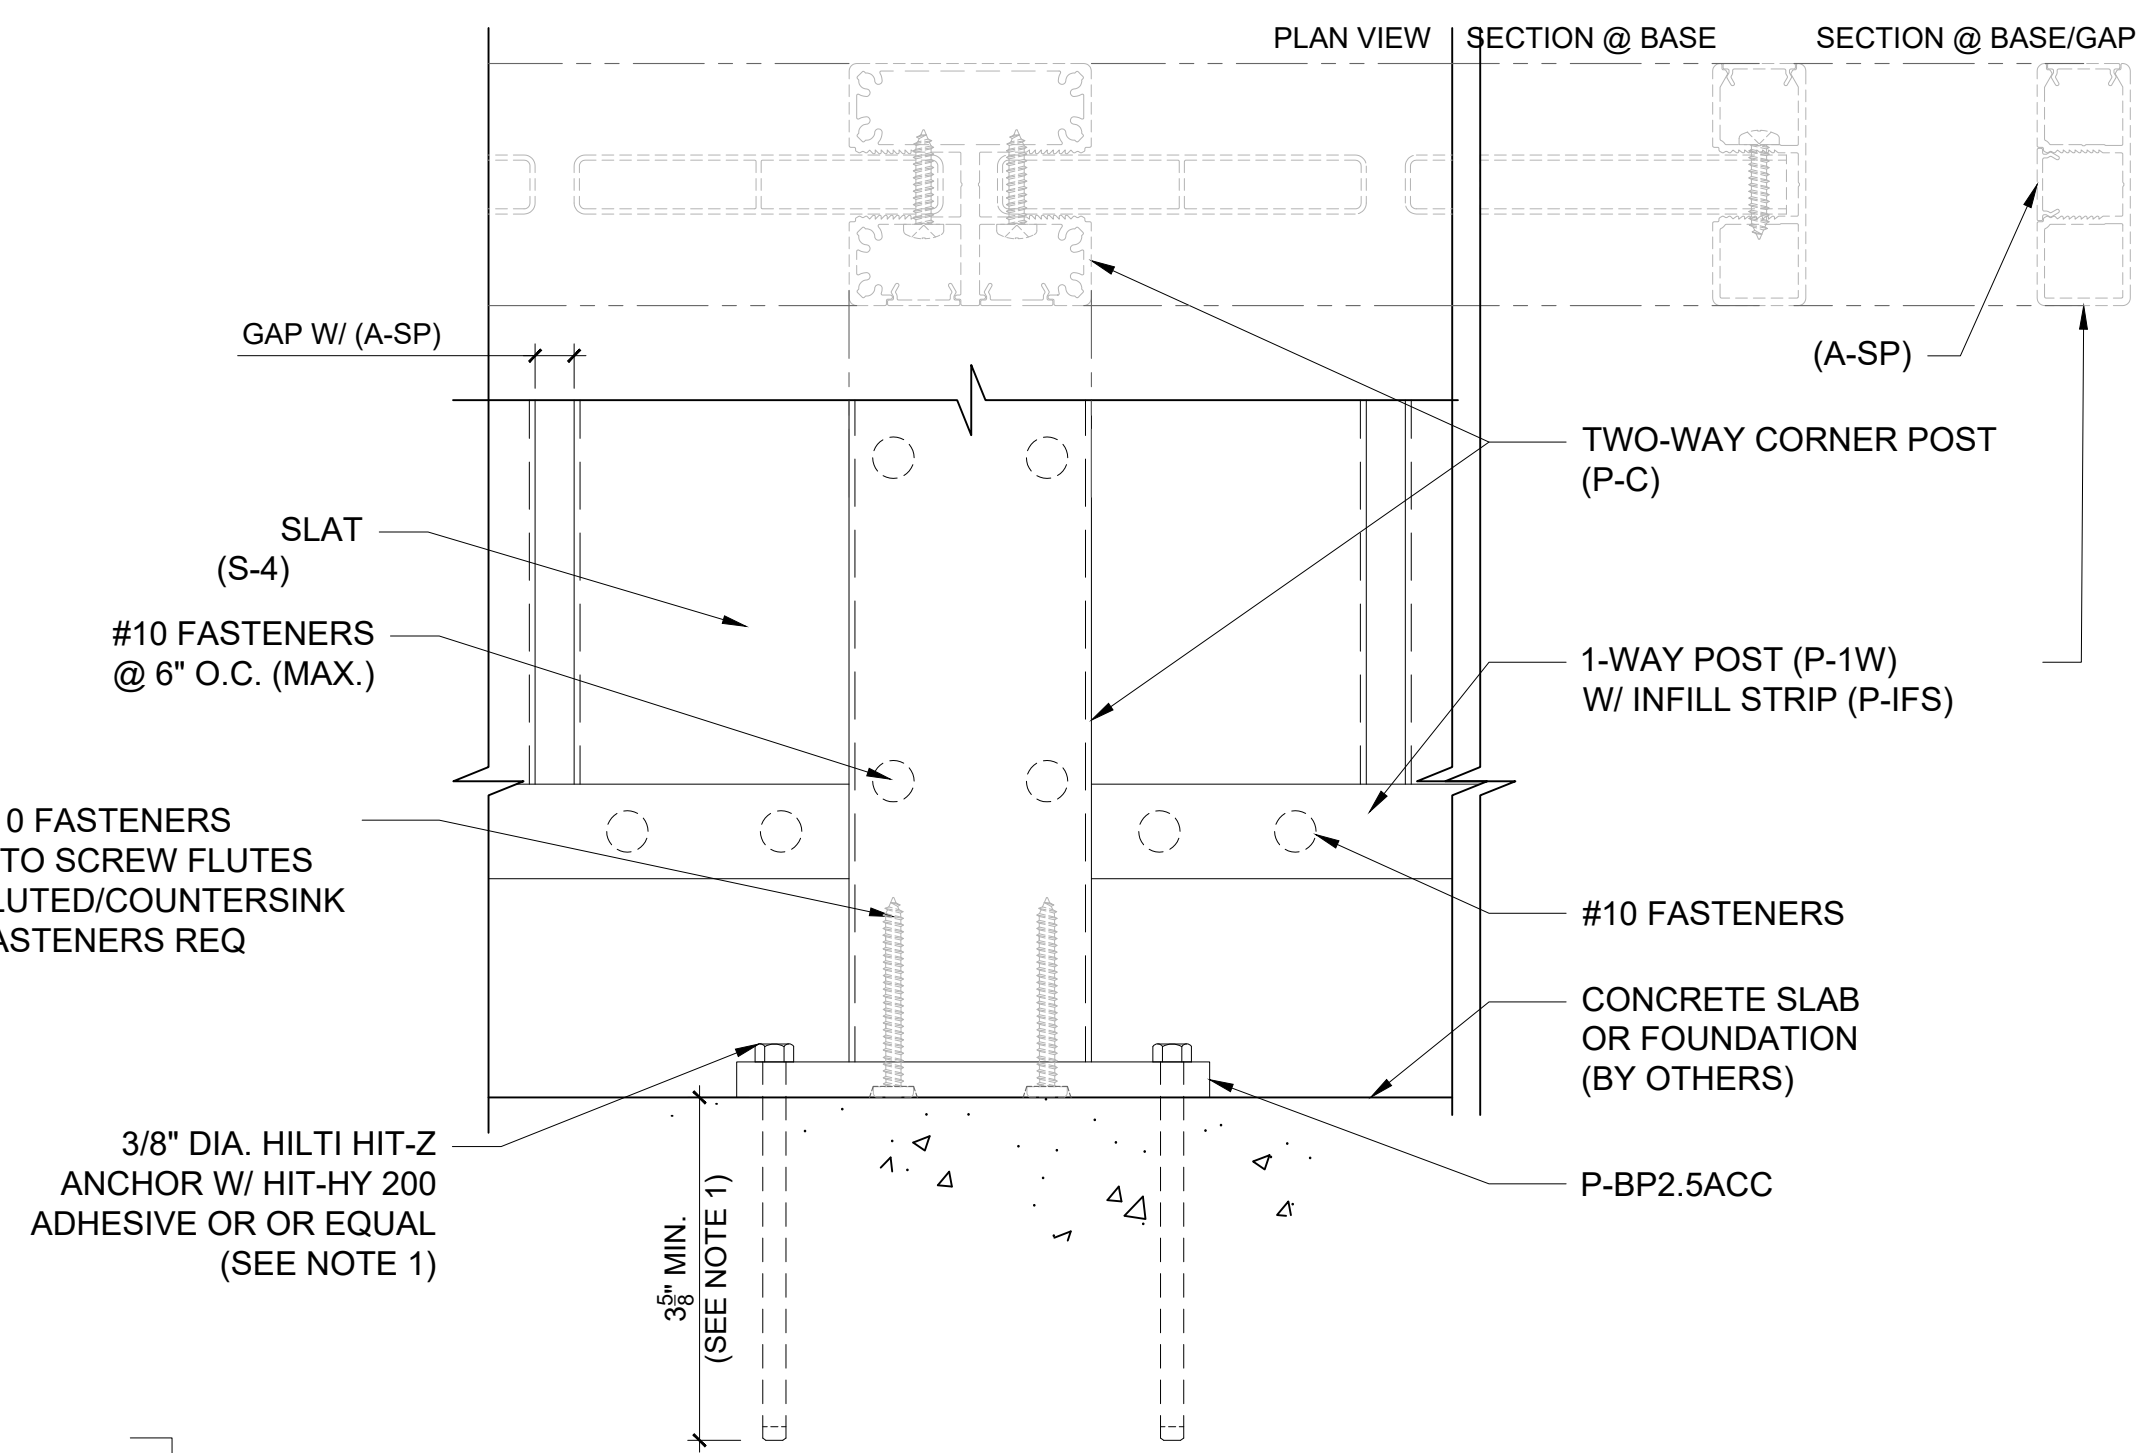 PLAN VIEW
SECTION @ BASE
SECTION @ BASE/GAP
GAP W/ (A-SP)
(A-SP)
TWO-WAY CORNER POST
(P-C)
SLAT
(S-4)
#10 FASTENERS
@ 6" O.C. (MAX.)
1-WAY POST (P-1W)
W/ INFILL STRIP (P-IFS)
0 FASTENERS
TO SCREW FLUTES
LUTED/COUNTERSINK
ASTENERS REQ
#10 FASTENERS
CONCRETE SLAB
OR FOUNDATION
(BY OTHERS)
3/8" DIA. HILTI HIT-Z
ANCHOR W/ HIT-HY 200
ADHESIVE OR OR EQUAL
(SEE NOTE 1)
3 5/8" MIN.
(SEE NOTE 1)
P-BP2.5ACC